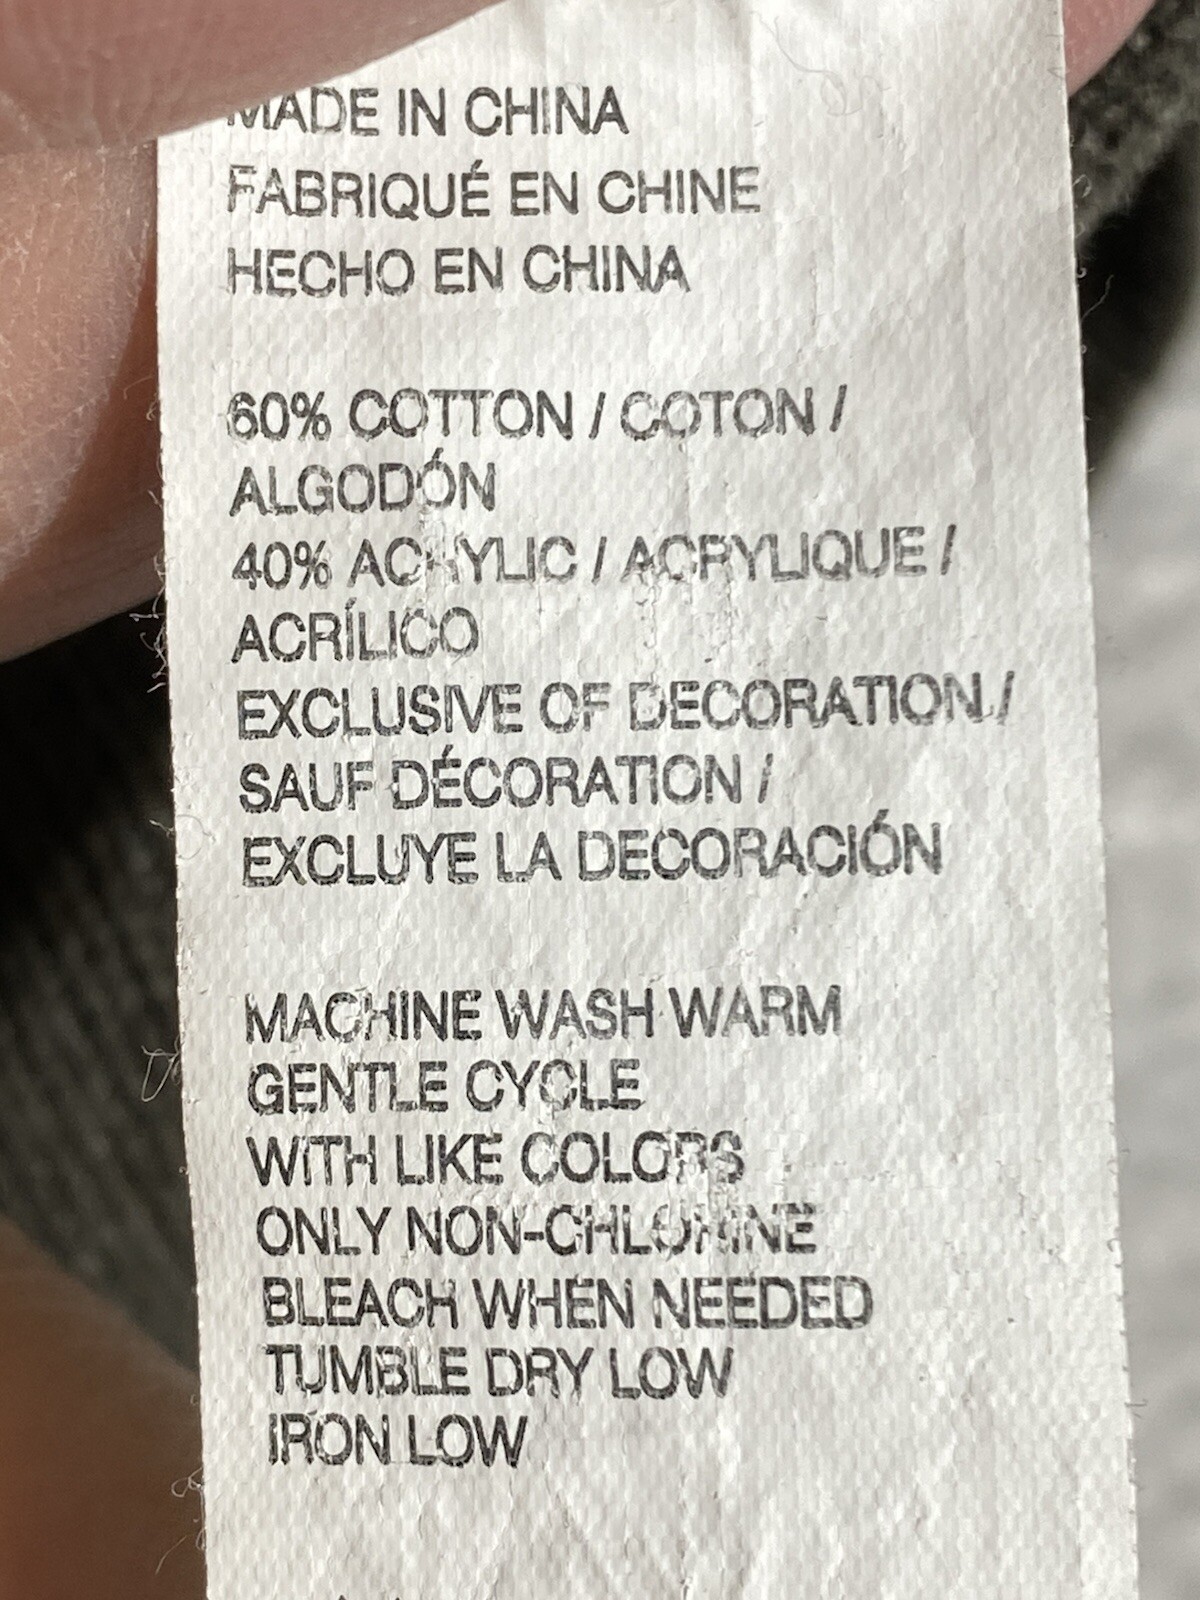 MADE IN CHINA
FABRIQUÉ EN CHINE
HECHO EN CHINA
60% COTTON / COTON /
ALGODÓN
40% ACRYLIC / ACRYLIQUE /
ACRÍLICO
EXCLUSIVE OF DECORATION /
SAUF DÉCORATION /
EXCLUYE LA DECORACIÓN
MACHINE WASH WARM
GENTLE CYCLE
WITH LIKE COLORS
ONLY NON-CHLORINE
BLEACH WHEN NEEDED
TUMBLE DRY LOW
IRON LOW